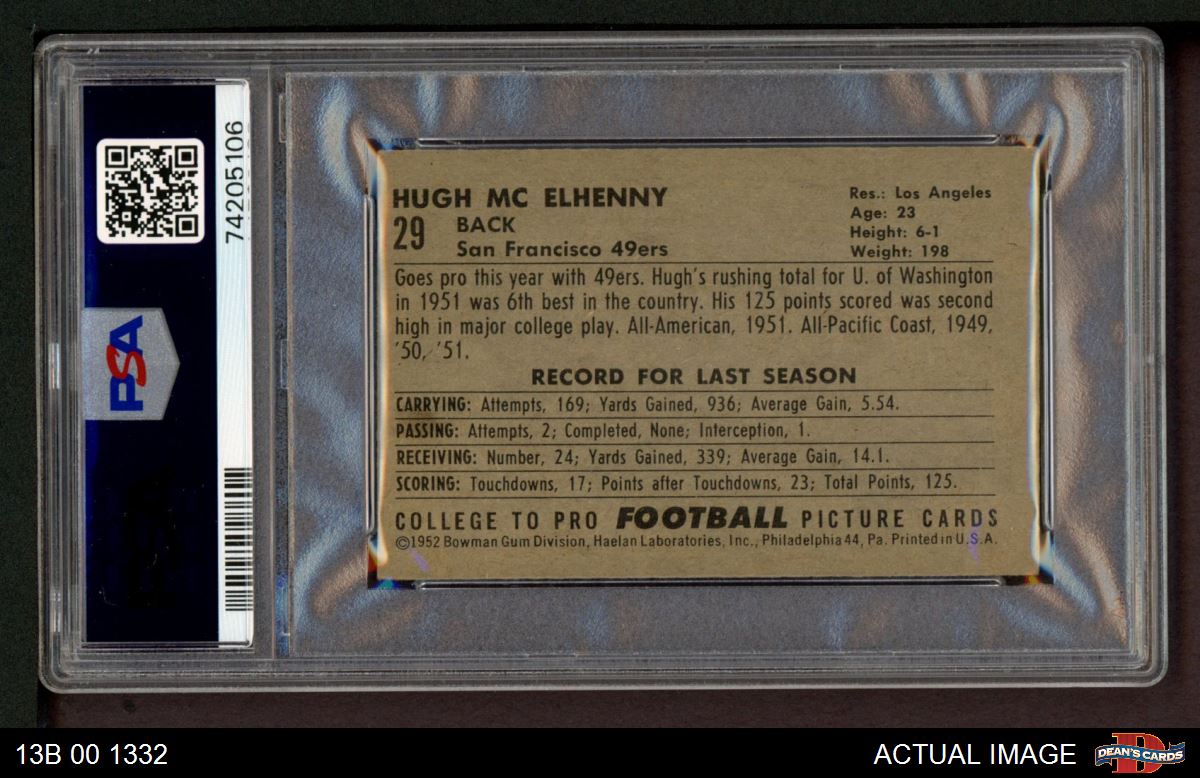 74205106
PSA
HUGH MC ELHENNY
29 BACK
San Francisco 49ers
Res.: Los Angeles
Age: 23
Height: 6-1
Weight: 198
Goes pro this year with 49ers. Hugh's rushing total for U. of Washington
in 1951 was 6th best in the country. His 125 points scored was second
high in major college play. All-American, 1951. All-Pacific Coast, 1949,
'50, '51.
RECORD FOR LAST SEASON
CARRYING: Attempts, 169; Yards Gained, 936; Average Gain, 5.54.
PASSING: Attempts, 2; Completed, None; Interception, 1.
RECEIVING: Number, 24; Yards Gained, 339; Average Gain, 14.1.
SCORING: Touchdowns, 17; Points after Touchdowns, 23; Total Points, 125.
COLLEGE TO PRO FOOTBALL PICTURE CARDS
©1952 Bowman Gum Division, Haelan Laboratories, Inc., Philadelphia 44, Pa. Printed in U.S.A.
13B 00 1332
ACTUAL IMAGE
D
DEAN'S CARDS